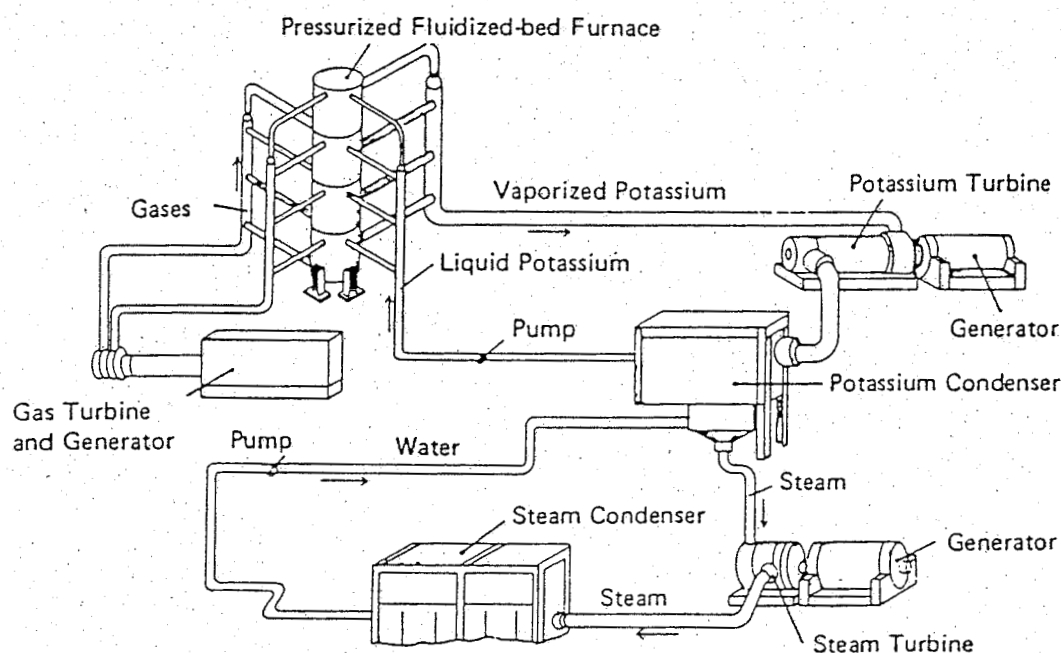 Pressurized Fluidized-bed Furnace
Vaporized Potassium
Potassium Turbine
Gases
Liquid Potassium
Generator
Pump
Potassium Condenser
Gas Turbine
and Generator
Pump
Water
Steam
Steam Condenser
Generator
Steam
Steam Turbine